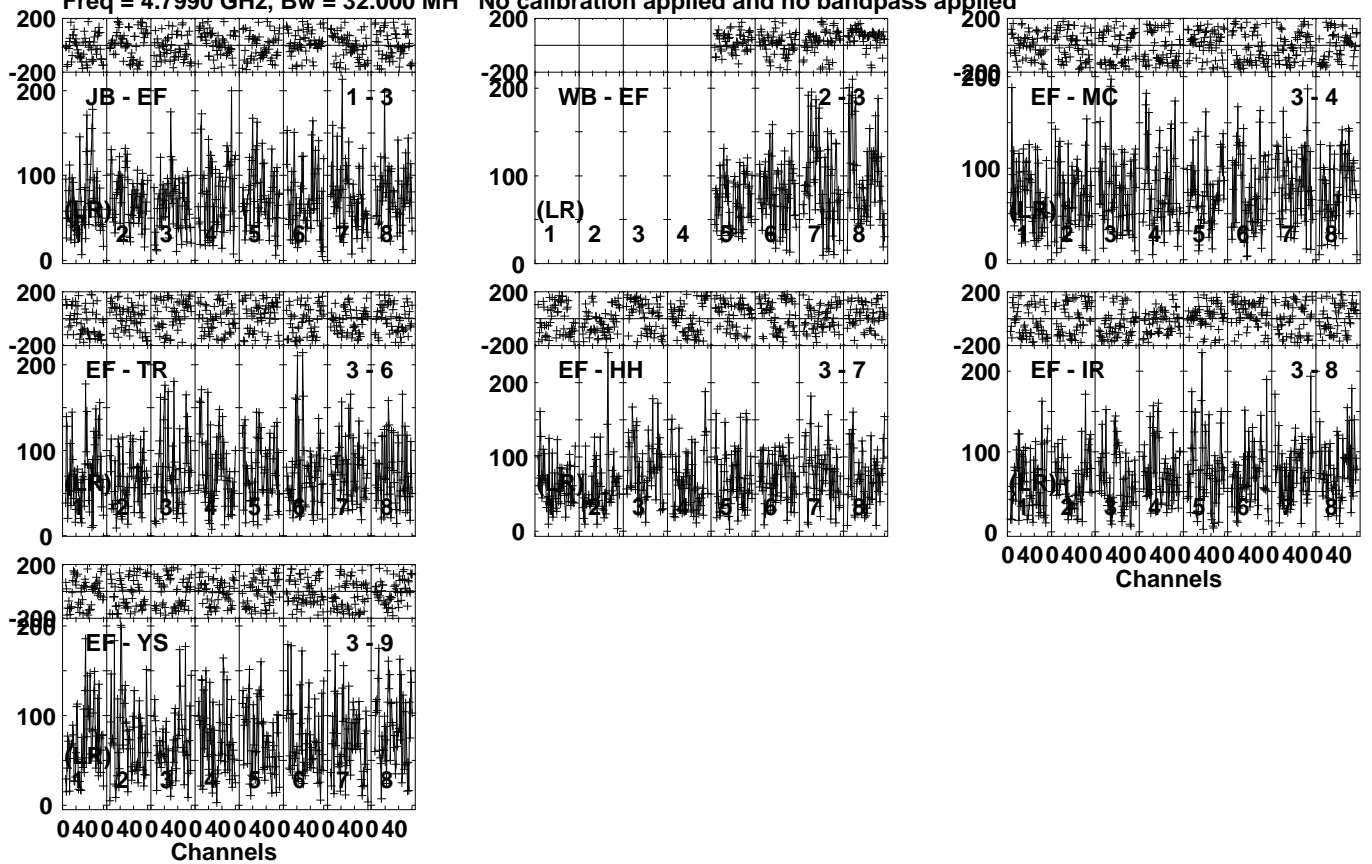 Freq = 4.7990 GHz, Bw = 32.000 MH No calibration applied and no bandpass applied
200
-200
200
JB - EF 1 - 3
100
(LR)
1 2 3 4 5 6 7 8
0
200
-200
200
WB - EF 2 - 3
100
(LR)
1 2 3 4 5 6 7 8
0
200
-200
200
EF - MC 3 - 4
100
(LR)
1 2 3 4 5 6 7 8
0
200
-200
200
EF - TR 3 - 6
100
(LR)
1 2 3 4 5 6 7 8
0
200
-200
200
EF - HH 3 - 7
100
(LR)
1 2 3 4 5 6 7 8
0
200
-200
200
EF - IR 3 - 8
100
(LR)
1 2 3 4 5 6 7 8
0
0 40 0 40 0 40 0 40 0 40 0 40 0 40 0 40
Channels
200
-200
200
EF - YS 3 - 9
100
(LR)
1 2 3 4 5 6 7 8
0
0 40 0 40 0 40 0 40 0 40 0 40 0 40 0 40
Channels